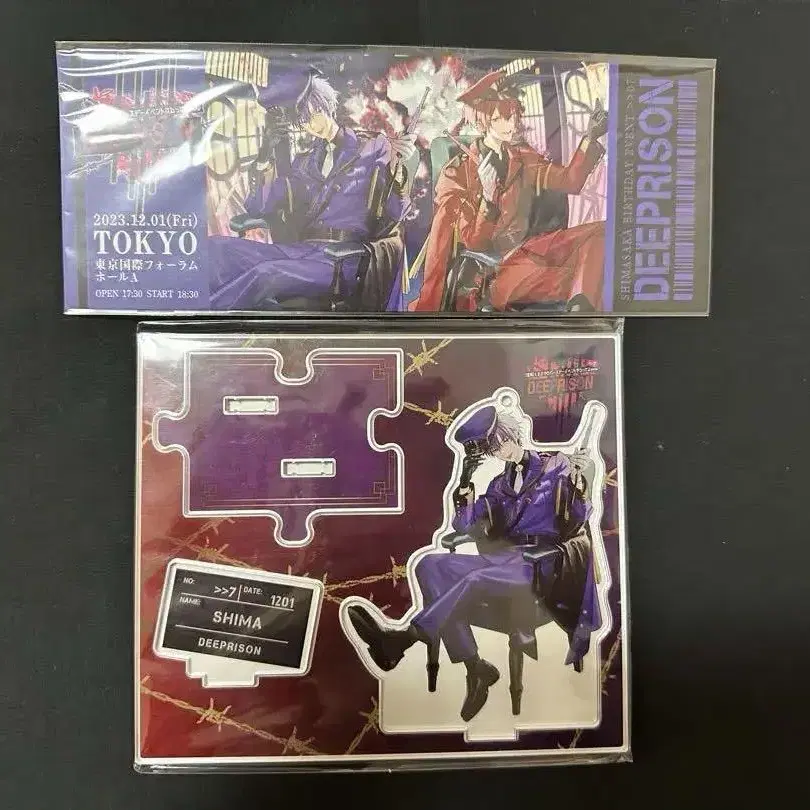 2023.12.01(Fri)
TOKYO
東京国際フォーラム
ホールA
OPEN 17:30 START 18:30
SHIMASAKA BIRTHDAY EVENT >>07
DEEPRISON
DEEPRISON
NO: >>7 DATE: 1201
NAME: SHIMA
DEEPRISON